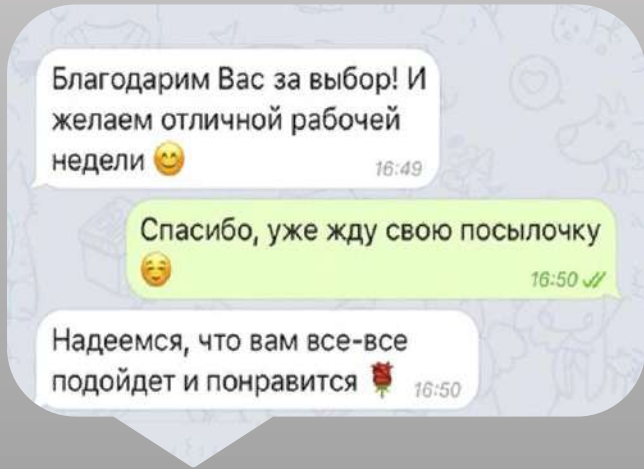 Благодарим Вас за выбор! И
желаем отличной рабочей
недели 😊
16:49
Спасибо, уже жду свою посылочку
☺️
16:50
Надеемся, что вам все-все
подойдет и понравится 🌹
16:50